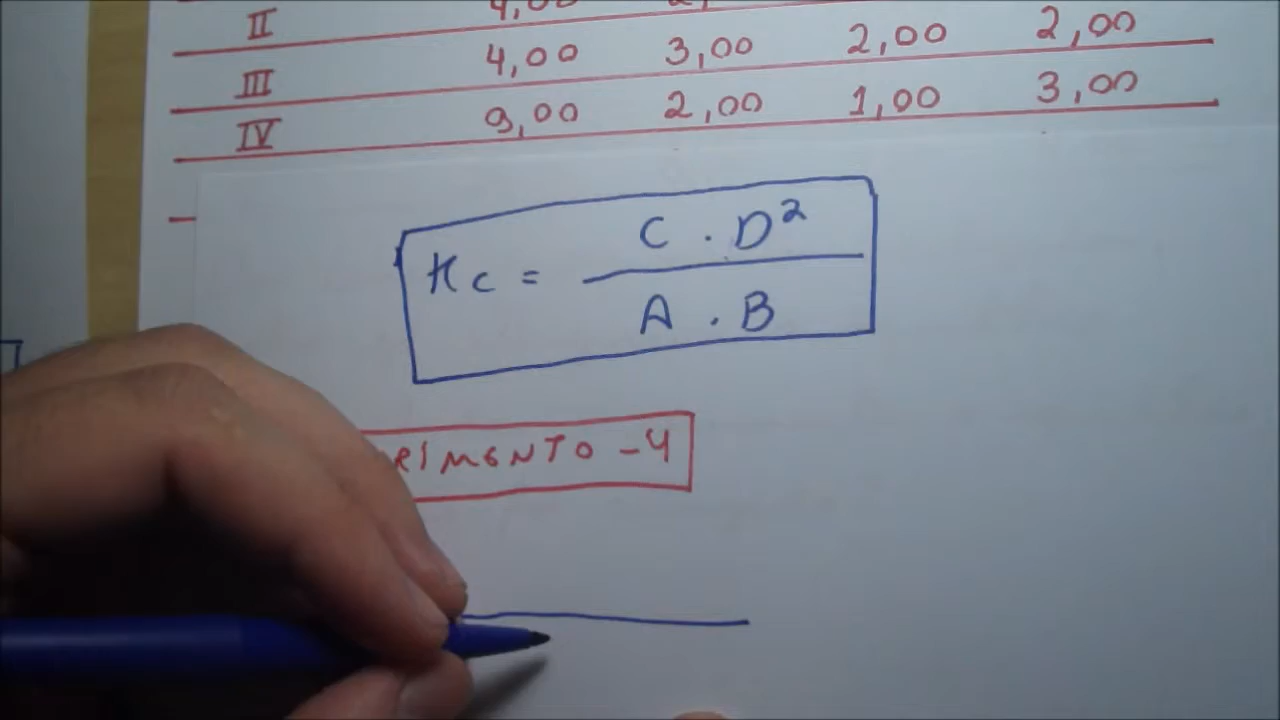 II
III 4,00 3,00 2,00 2,00
IV 9,00 2,00 1,00 3,00
Kc = C . D²
A . B
RIMENTO - 4